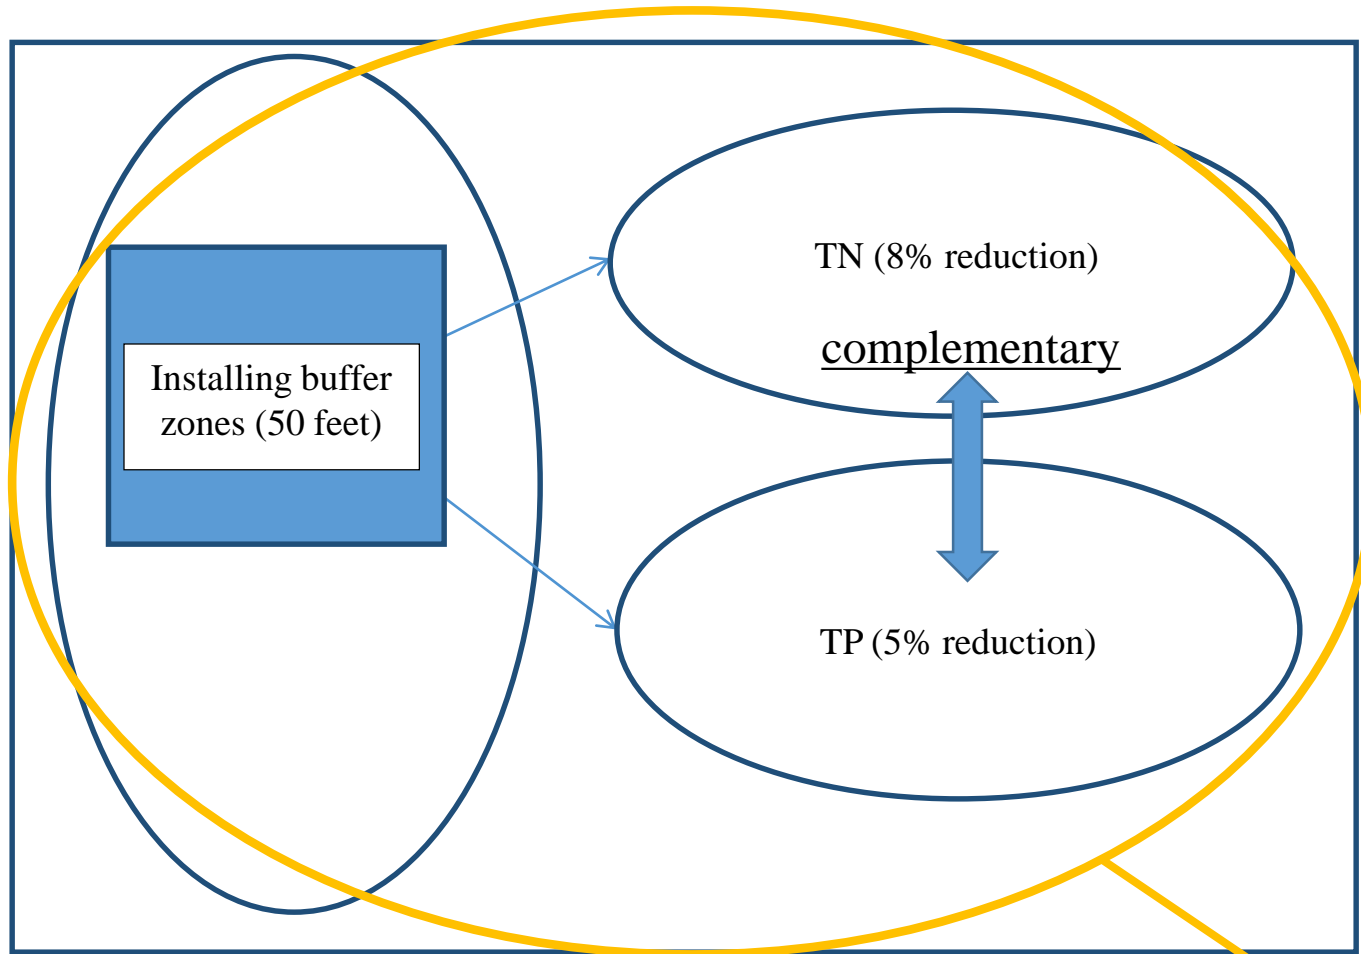 TN (8% reduction)
complementary
Installing buffer
zones (50 feet)
TP (5% reduction)